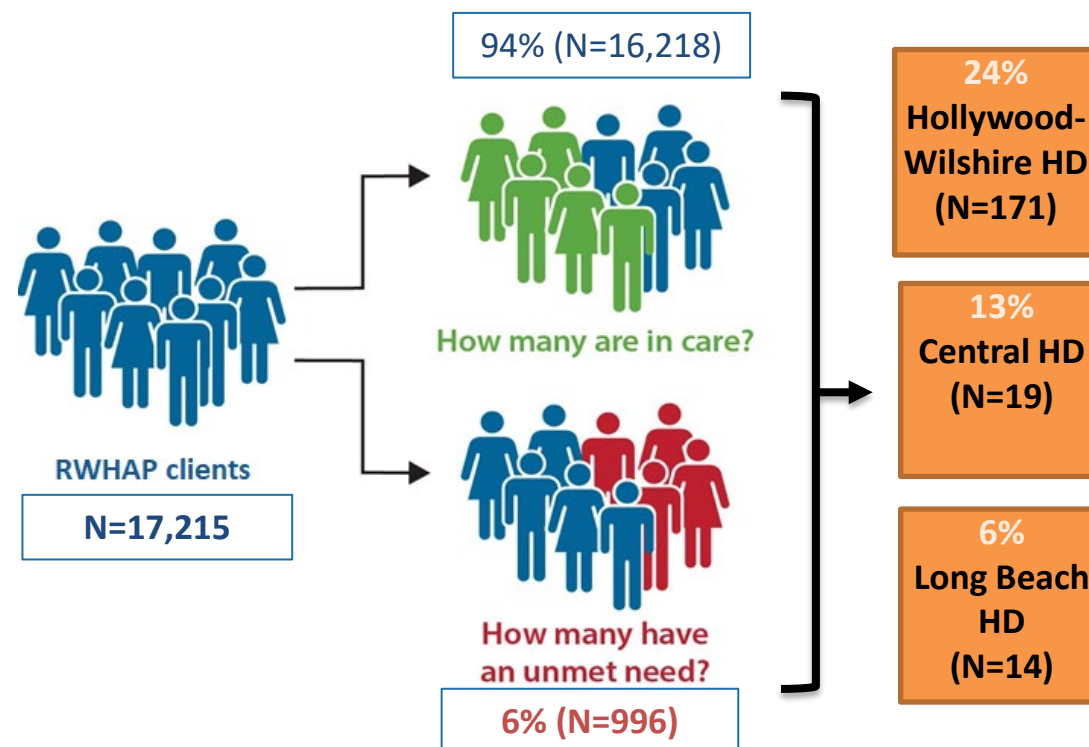 94% (N=16,218)
How many are in care?
RWHAP clients
N=17,215
How many have
an unmet need?
6% (N=996)
24%
Hollywood-
Wilshire HD
(N=171)
13%
Central HD
(N=19)
6%
Long Beach
HD
(N=14)